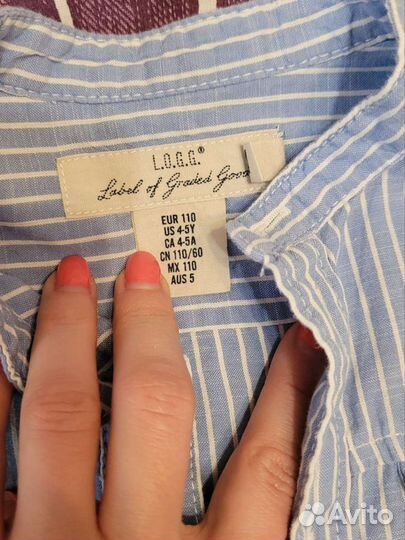 L.O.G.G.®
Label of Graded Goods
EUR 110
US 4-5Y
CA 4-5A
CN 110/60
MX 110
AUS 5
Avito